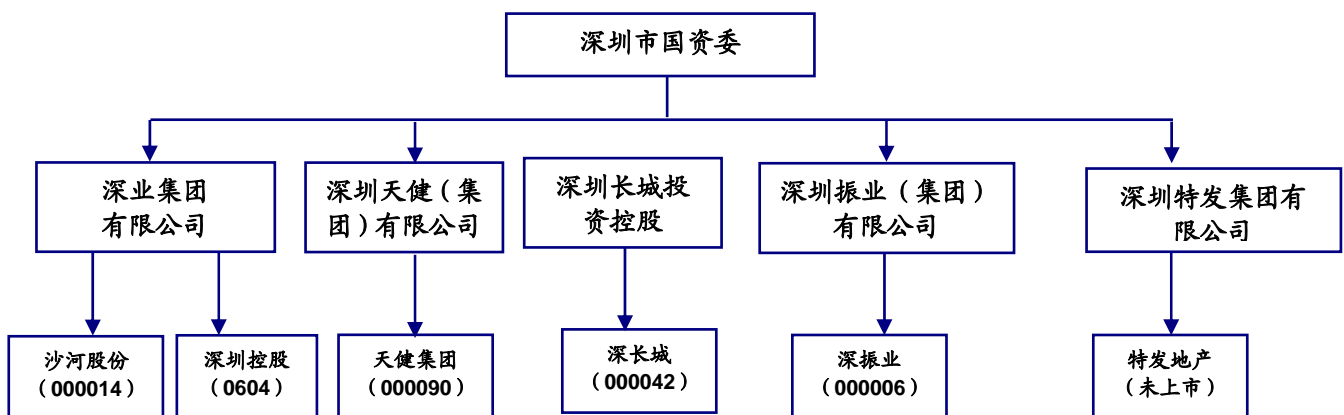 深圳市国资委
深业集团
有限公司
深圳天健（集
团）有限公司
深圳长城投
资控股
深圳振业（集团）
有限公司
深圳特发集团有
限公司
沙河股份
（000014）
深圳控股
（0604）
天健集团
（000090）
深长城
（000042）
深振业
（000006）
特发地产
（未上市）